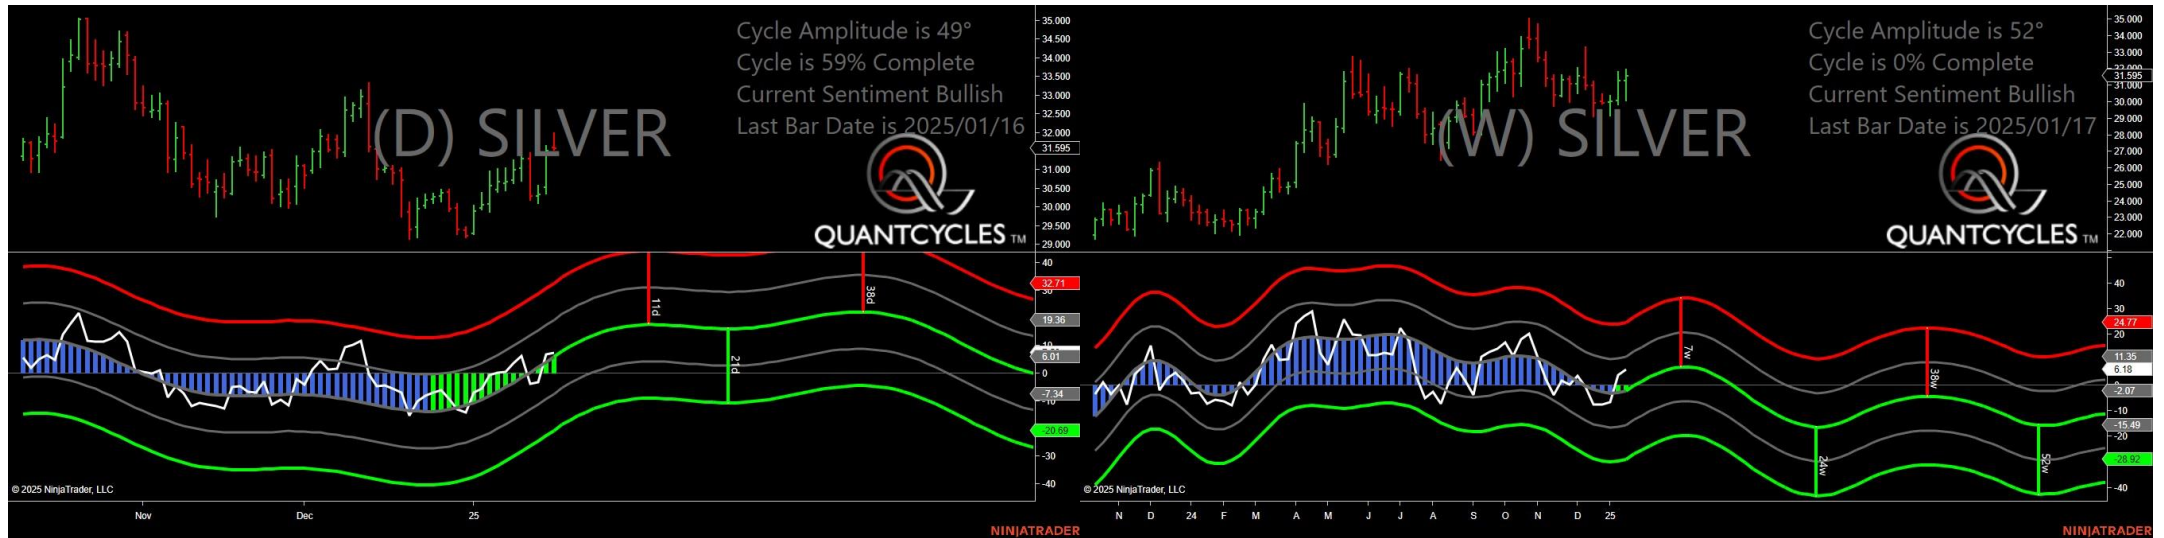 Cycle Amplitude is 49°
Cycle is 59% Complete
Current Sentiment Bullish
Last Bar Date is 2025/01/16
(D) SILVER
QUANTCYCLES TM
35.000
34.500
34.000
33.500
33.000
32.500
32.000
31.595
31.000
30.500
30.000
29.500
29.000
40
32.71
30
19.36
10
6.01
0
-7.34
-10
-20.69
-30
-40
11d
21d
38d
© 2025 NinjaTrader, LLC
Nov
Dec
25
NINJATRADER
Cycle Amplitude is 52°
Cycle is 0% Complete
Current Sentiment Bullish
Last Bar Date is 2025/01/17
(W) SILVER
QUANTCYCLES TM
35.000
34.000
33.000
32.000
31.595
30.000
29.000
28.000
27.000
26.000
25.000
24.000
23.000
22.000
40
30
24.77
20
11.35
6.18
-2.07
-10
-15.49
-20
-28.92
-40
7w
24w
38w
52w
© 2025 NinjaTrader, LLC
N D 24 F M A M J J A S O N D 25
NINJATRADER